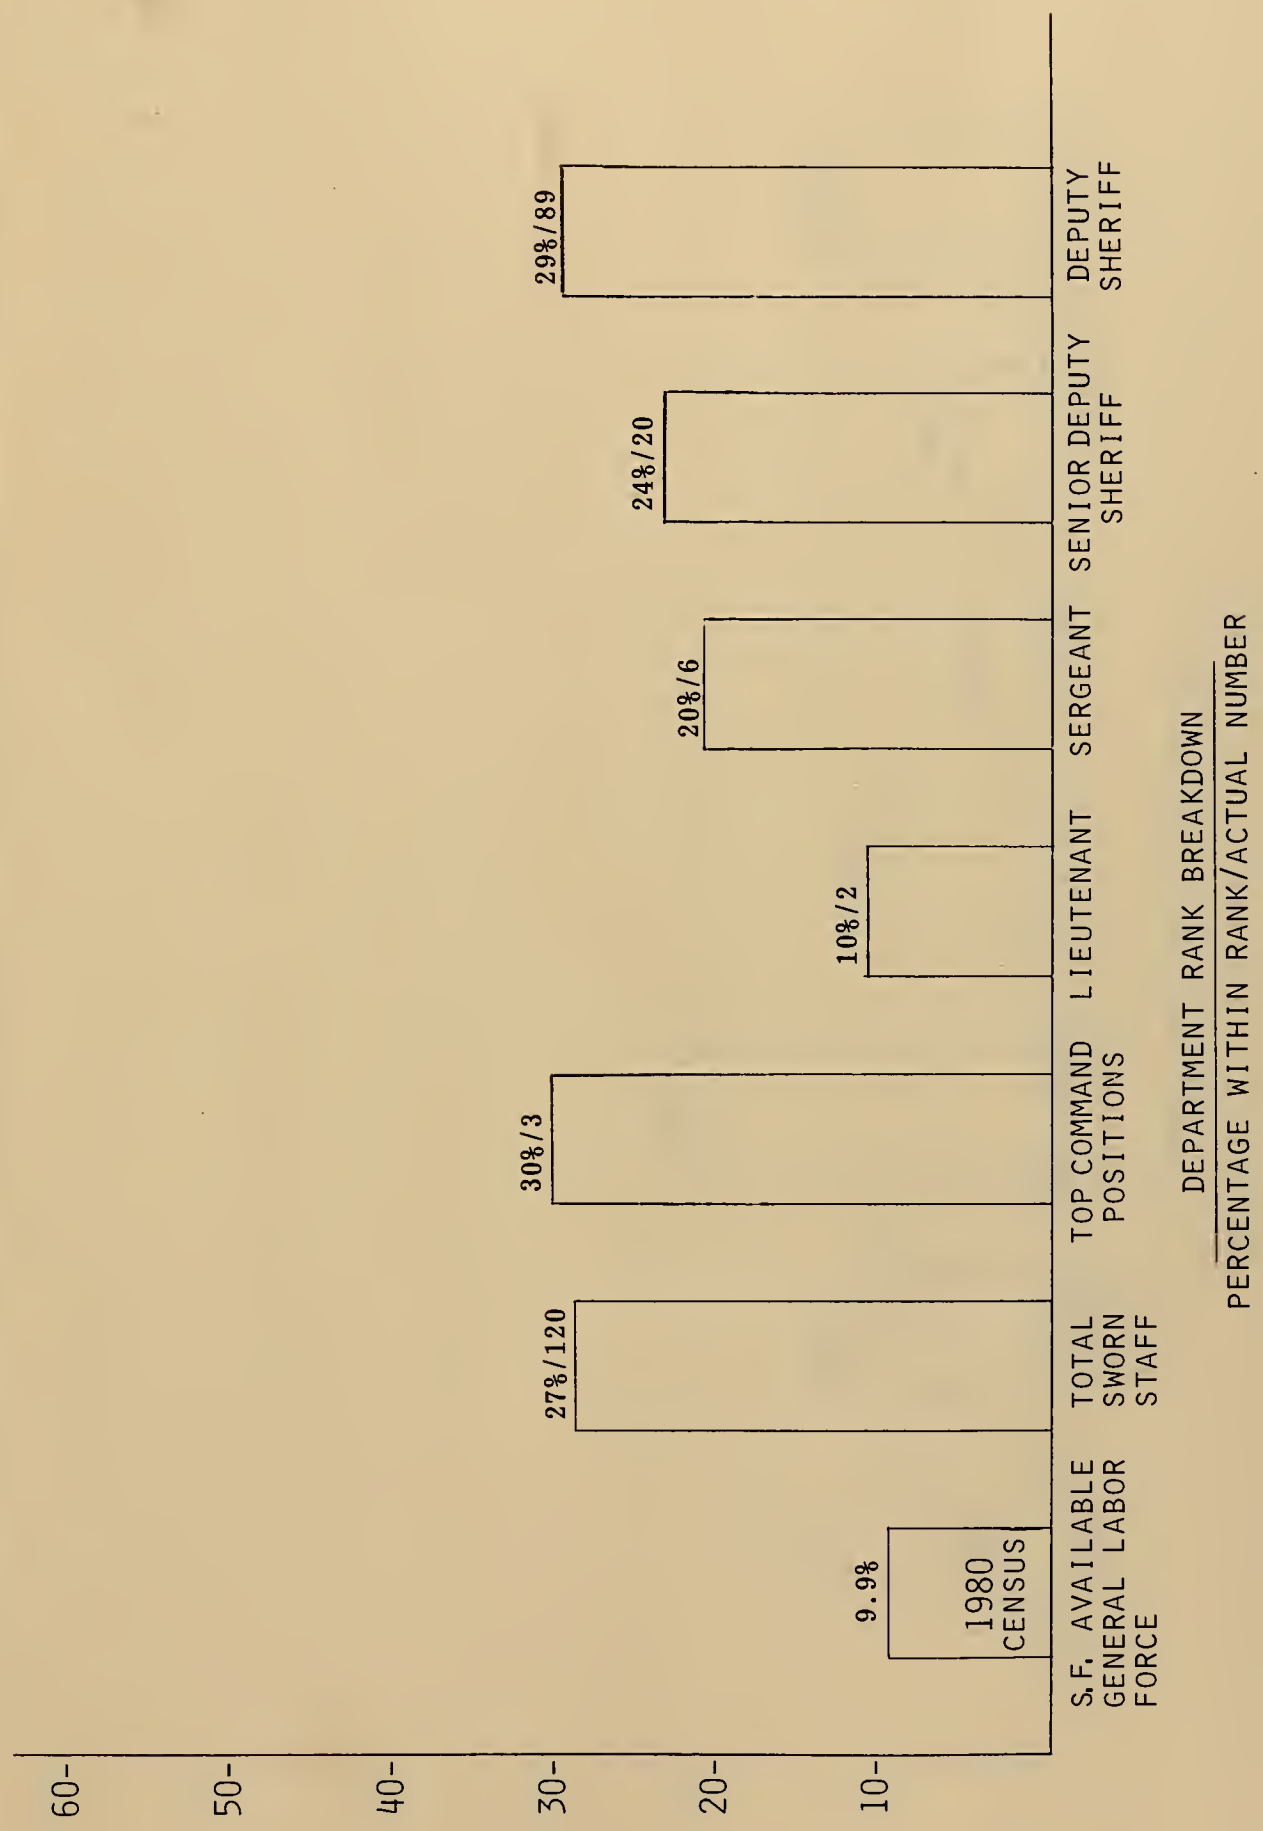 60-
50-
40-
30-
20-
10-
9.9%
27%/120
30%/3
10%/2
20%/6
24%/20
29%/89
1980
CENSUS
S.F. AVAILABLE
GENERAL LABOR
FORCE
TOTAL
SWORN
STAFF
TOP COMMAND
POSITIONS
LIEUTENANT
SERGEANT
SENIOR DEPUTY
SHERIFF
DEPUTY
SHERIFF
DEPARTMENT RANK BREAKDOWN
PERCENTAGE WITHIN RANK/ACTUAL NUMBER